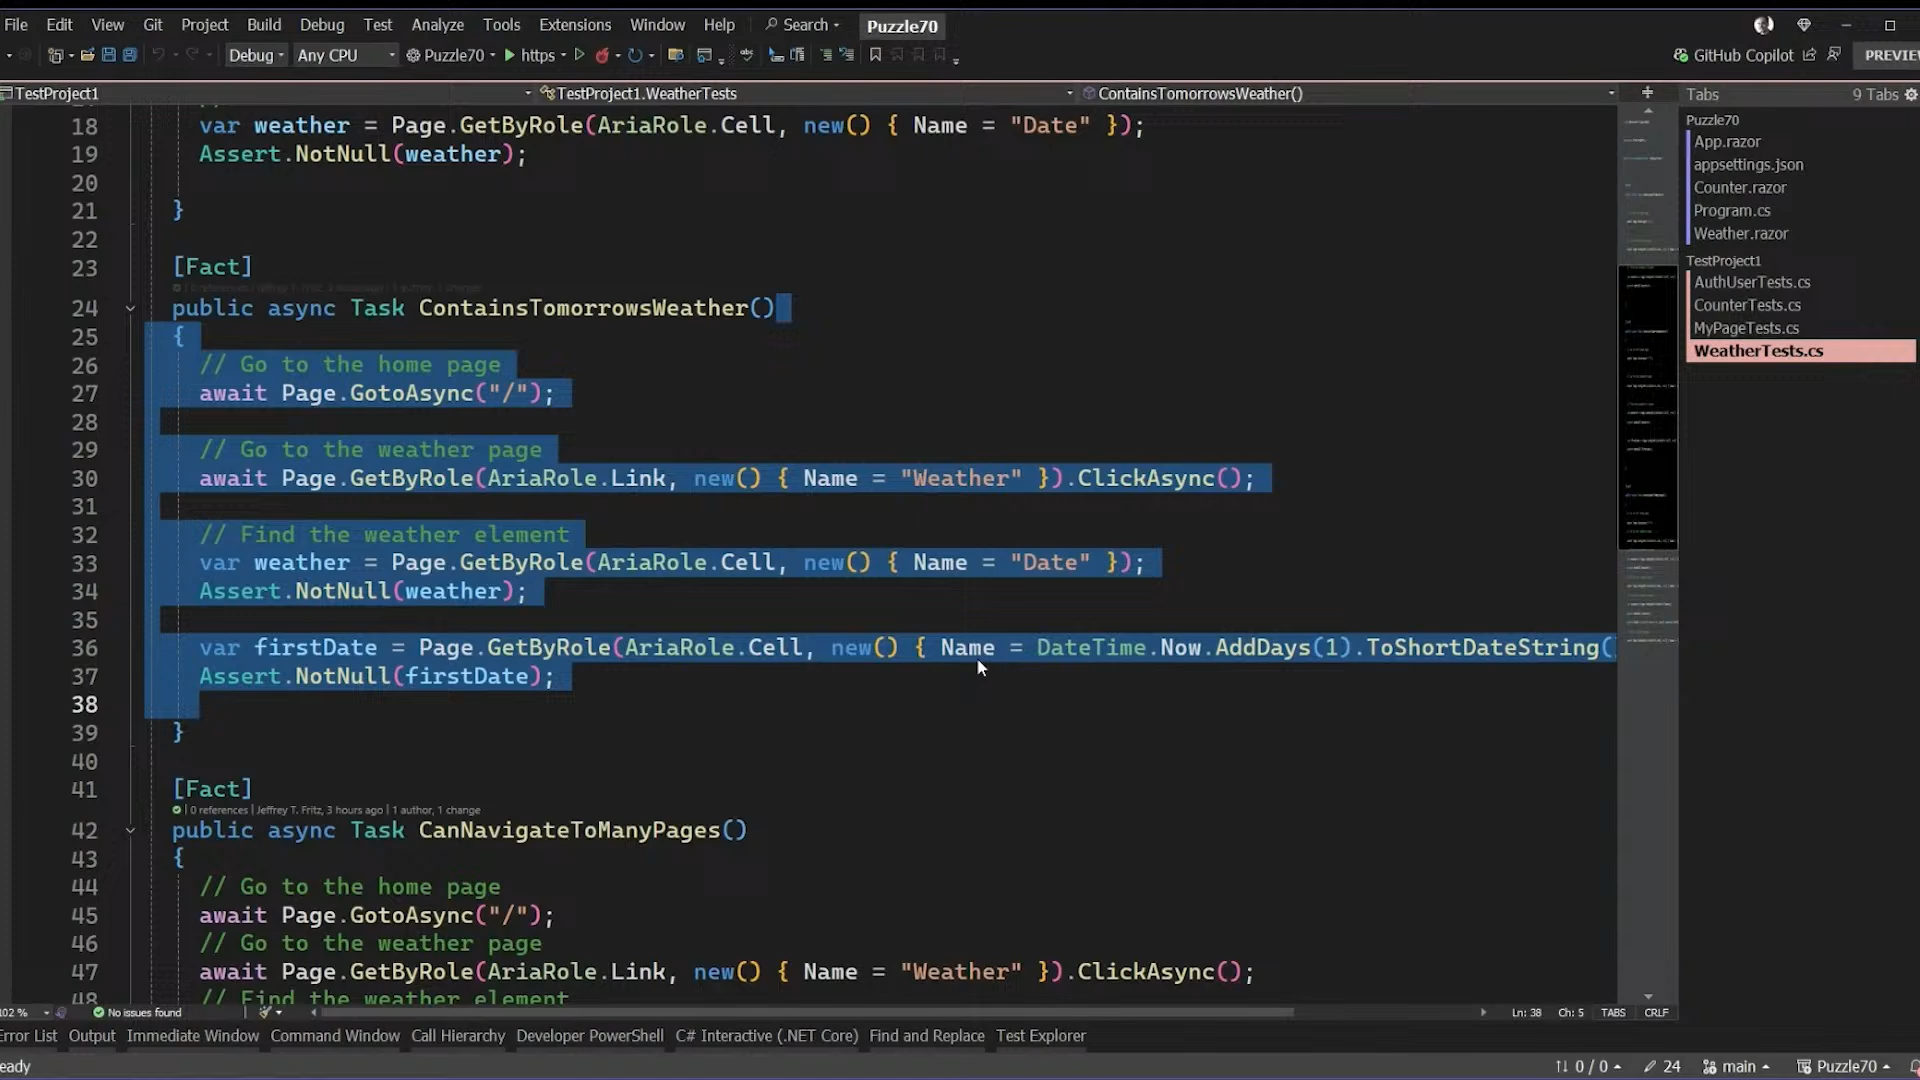 File Edit View Git Project Build Debug Test Analyze Tools Extensions Window Help Search Puzzle70
Debug Any CPU Puzzle70 https GitHub Copilot PREVIEW
TestProject1 TestProject1.WeatherTests ContainsTomorrowsWeather()
18 var weather = Page.GetByRole(AriaRole.Cell, new() { Name = "Date" });
19 Assert.NotNull(weather);
20
21 }
22
23 [Fact]
24 public async Task ContainsTomorrowsWeather()
25 {
26 // Go to the home page
27 await Page.GotoAsync("/");
28
29 // Go to the weather page
30 await Page.GetByRole(AriaRole.Link, new() { Name = "Weather" }).ClickAsync();
31
32 // Find the weather element
33 var weather = Page.GetByRole(AriaRole.Cell, new() { Name = "Date" });
34 Assert.NotNull(weather);
35
36 var firstDate = Page.GetByRole(AriaRole.Cell, new() { Name = DateTime.Now.AddDays(1).ToShortDateString(
37 Assert.NotNull(firstDate);
38
39 }
40
41 [Fact]
0 references | Jeffrey T. Fritz, 3 hours ago | 1 author, 1 change
42 public async Task CanNavigateToManyPages()
43 {
44 // Go to the home page
45 await Page.GotoAsync("/");
46 // Go to the weather page
47 await Page.GetByRole(AriaRole.Link, new() { Name = "Weather" }).ClickAsync();
48 // Find the weather element
Tabs 9 Tabs
Puzzle70
App.razor
appsettings.json
Counter.razor
Program.cs
Weather.razor
TestProject1
AuthUserTests.cs
CounterTests.cs
MyPageTests.cs
WeatherTests.cs
102 % No issues found Ln: 38 Ch: 5 TABS CRLF
Error List Output Immediate Window Command Window Call Hierarchy Developer PowerShell C# Interactive (.NET Core) Find and Replace Test Explorer
eady 0 / 0 24 main Puzzle70